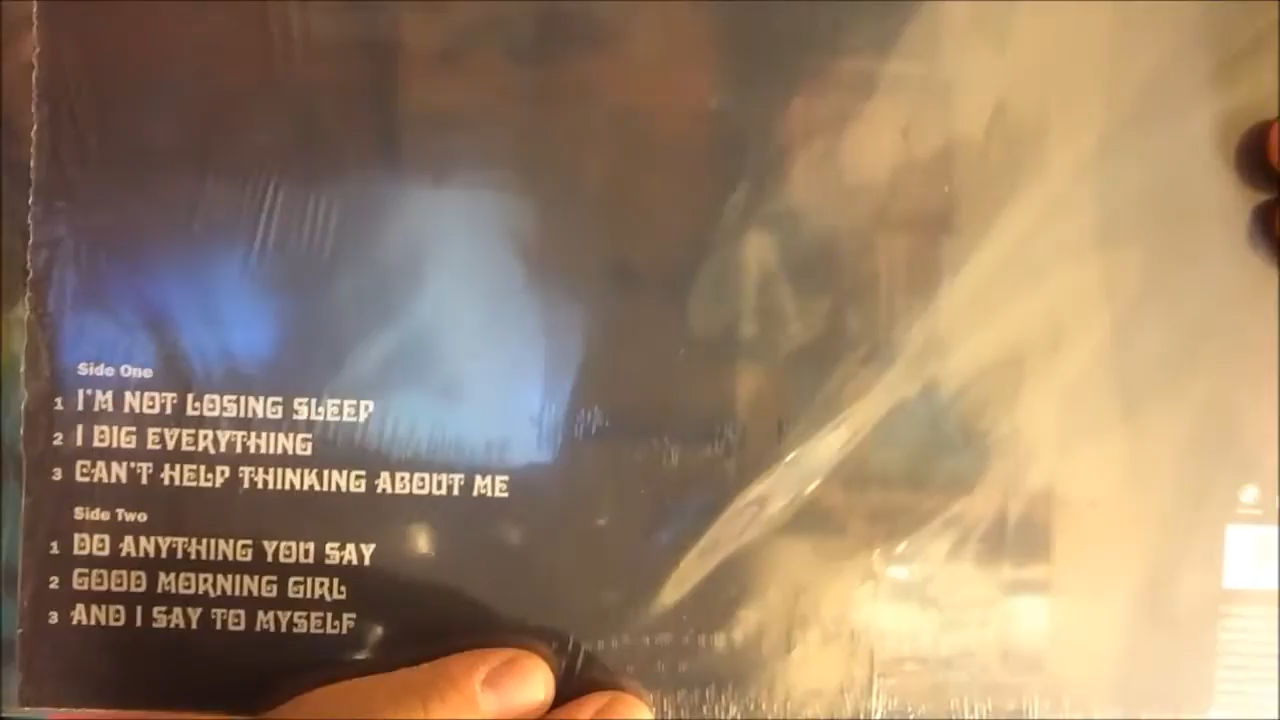 Side One
1 I'M NOT LOSING SLEEP
2 I DIG EVERYTHING
3 CAN'T HELP THINKING ABOUT ME
Side Two
1 DO ANYTHING YOU SAY
2 GOOD MORNING GIRL
3 AND I SAY TO MYSELF